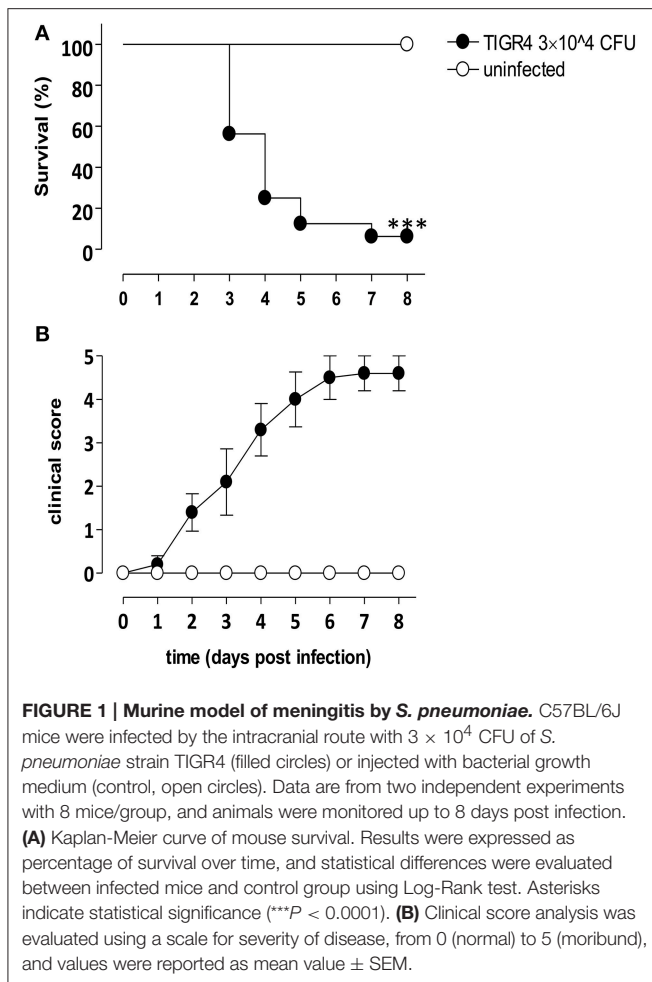 A
100
80
60
40
20
0
Survival (%)
***
0 1 2 3 4 5 6 7 8
TIGR4 3×10^4 CFU
uninfected
B
5
4
3
2
1
0
clinical score
0 1 2 3 4 5 6 7 8
time (days post infection)
FIGURE 1 | Murine model of meningitis by S. pneumoniae. C57BL/6J
mice were infected by the intracranial route with 3 × 10⁴ CFU of S.
pneumoniae strain TIGR4 (filled circles) or injected with bacterial growth
medium (control, open circles). Data are from two independent experiments
with 8 mice/group, and animals were monitored up to 8 days post infection.
(A) Kaplan-Meier curve of mouse survival. Results were expressed as
percentage of survival over time, and statistical differences were evaluated
between infected mice and control group using Log-Rank test. Asterisks
indicate statistical significance (***P < 0.0001). (B) Clinical score analysis was
evaluated using a scale for severity of disease, from 0 (normal) to 5 (moribund),
and values were reported as mean value ± SEM.